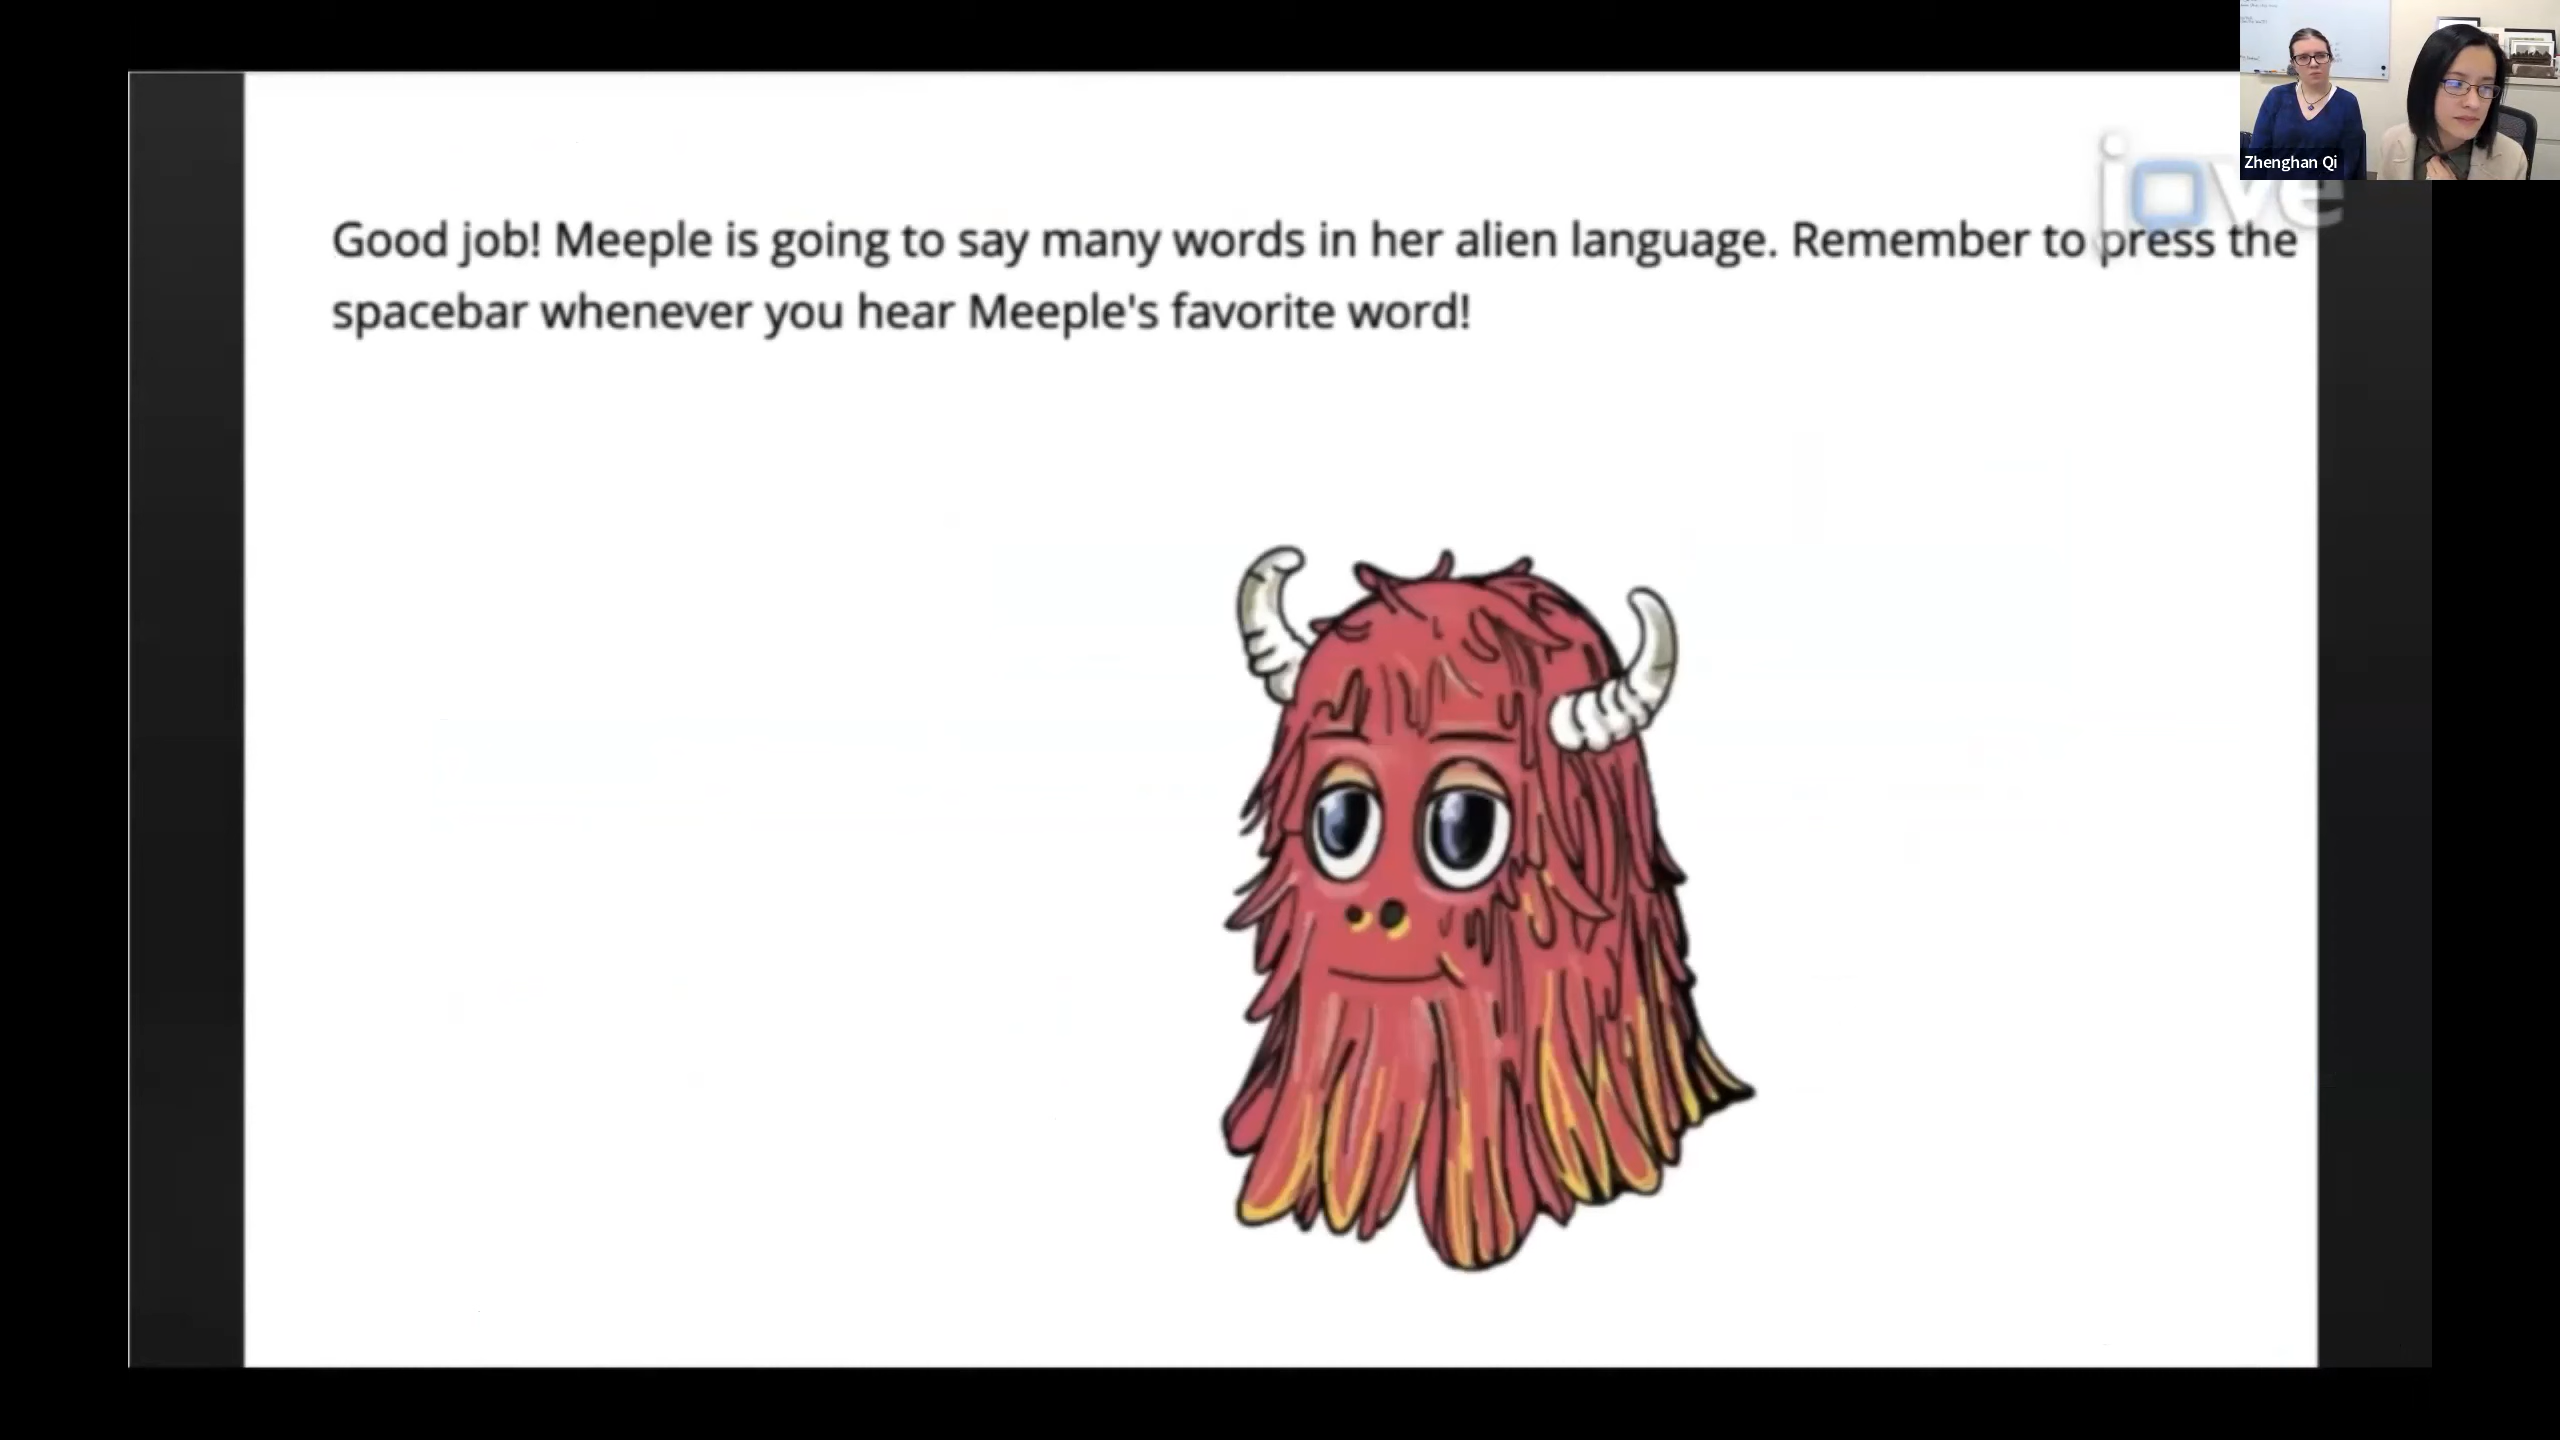 Zhenghan Qi
jove
Good job! Meeple is going to say many words in her alien language. Remember to press the
spacebar whenever you hear Meeple's favorite word!